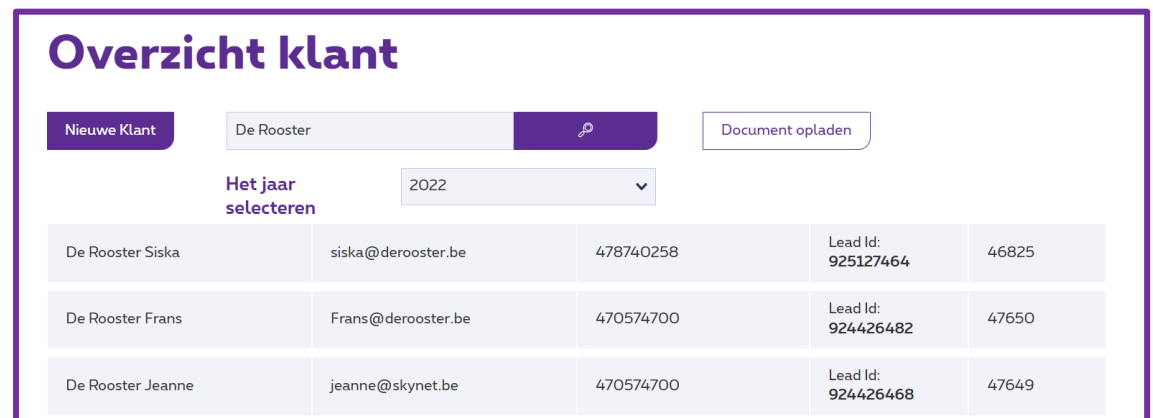 Overzicht klant
Nieuwe Klant
De Rooster
Document opladen
Het jaar
selecteren
2022
De Rooster Siska siska@derooster.be 478740258 Lead Id: 925127464 46825
De Rooster Frans Frans@derooster.be 470574700 Lead Id: 924426482 47650
De Rooster Jeanne jeanne@skynet.be 470574700 Lead Id: 924426468 47649